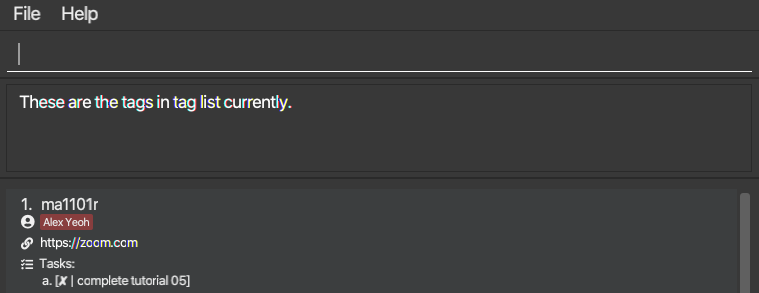 File Help
These are the tags in tag list currently.
1. ma1101r
Alex Yeoh
https://zoom.com
Tasks:
a. [✘ | complete tutorial 05]